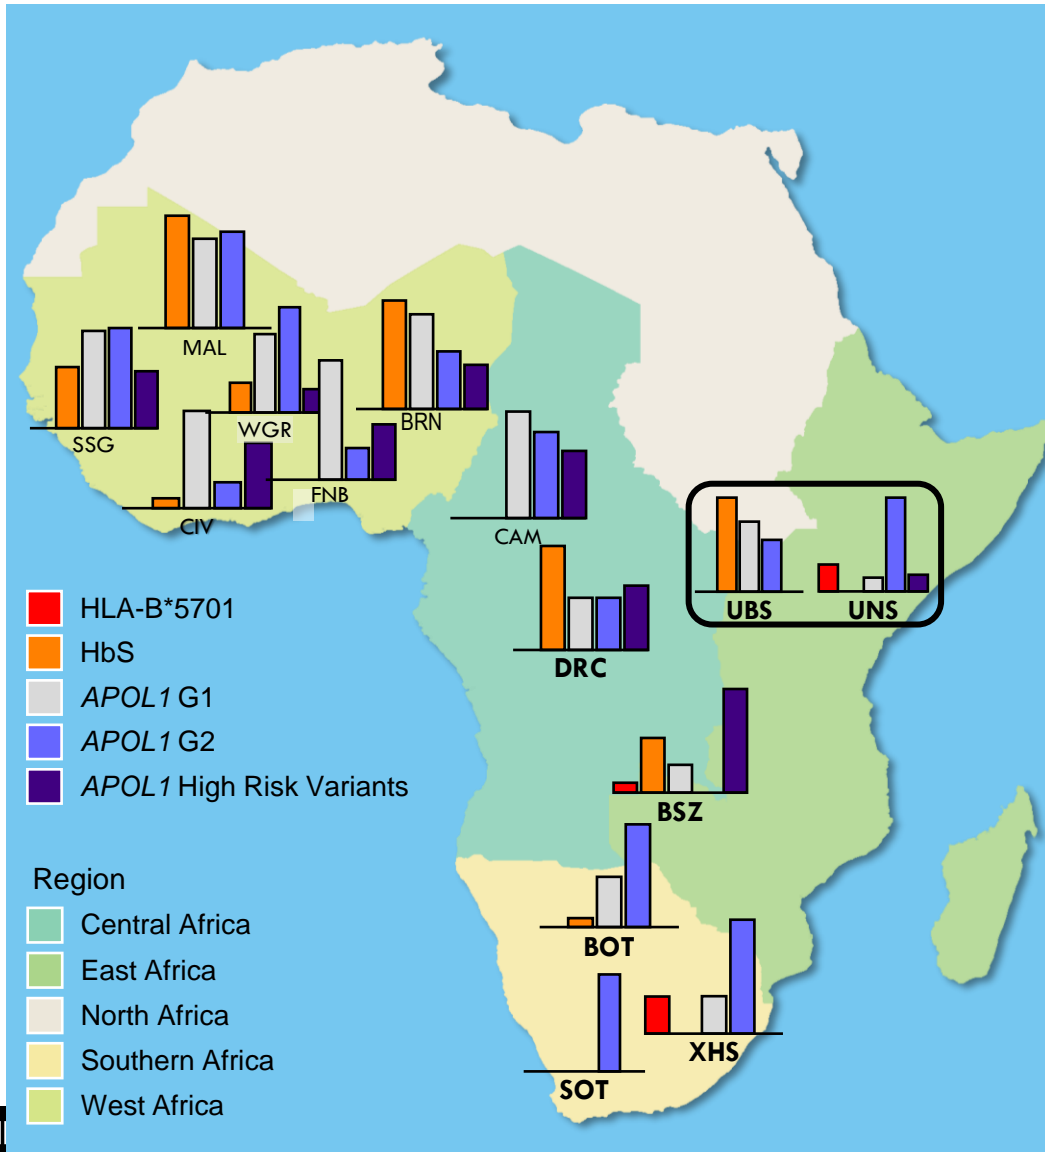 MAL
BRN
WGR
SSG
FNB
CIV
CAM
UBS
UNS
HLA-B*5701
HbS
DRC
APOL1 G1
APOL1 G2
APOL1 High Risk Variants
BSZ
Region
Central Africa
BOT
East Africa
North Africa
XHS
Southern Africa
SOT
West Africa